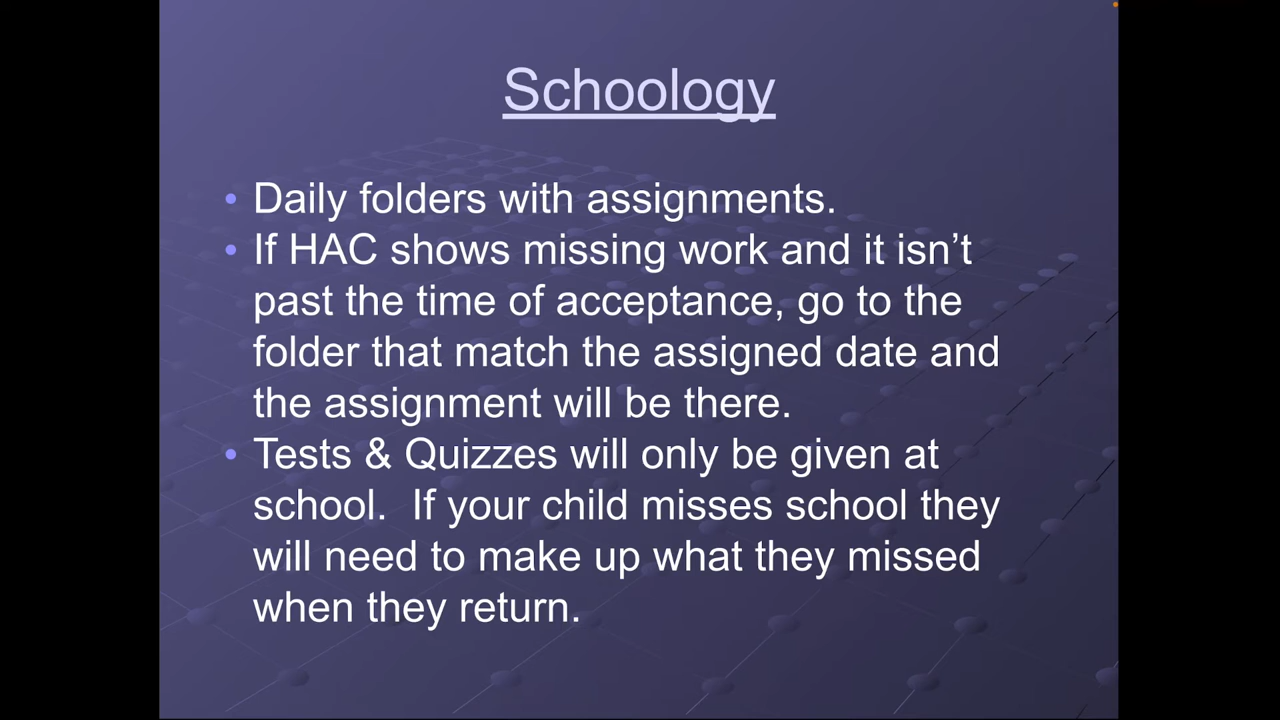 Schoology
• Daily folders with assignments.
• If HAC shows missing work and it isn’t
past the time of acceptance, go to the
folder that match the assigned date and
the assignment will be there.
• Tests & Quizzes will only be given at
school.  If your child misses school they
will need to make up what they missed
when they return.